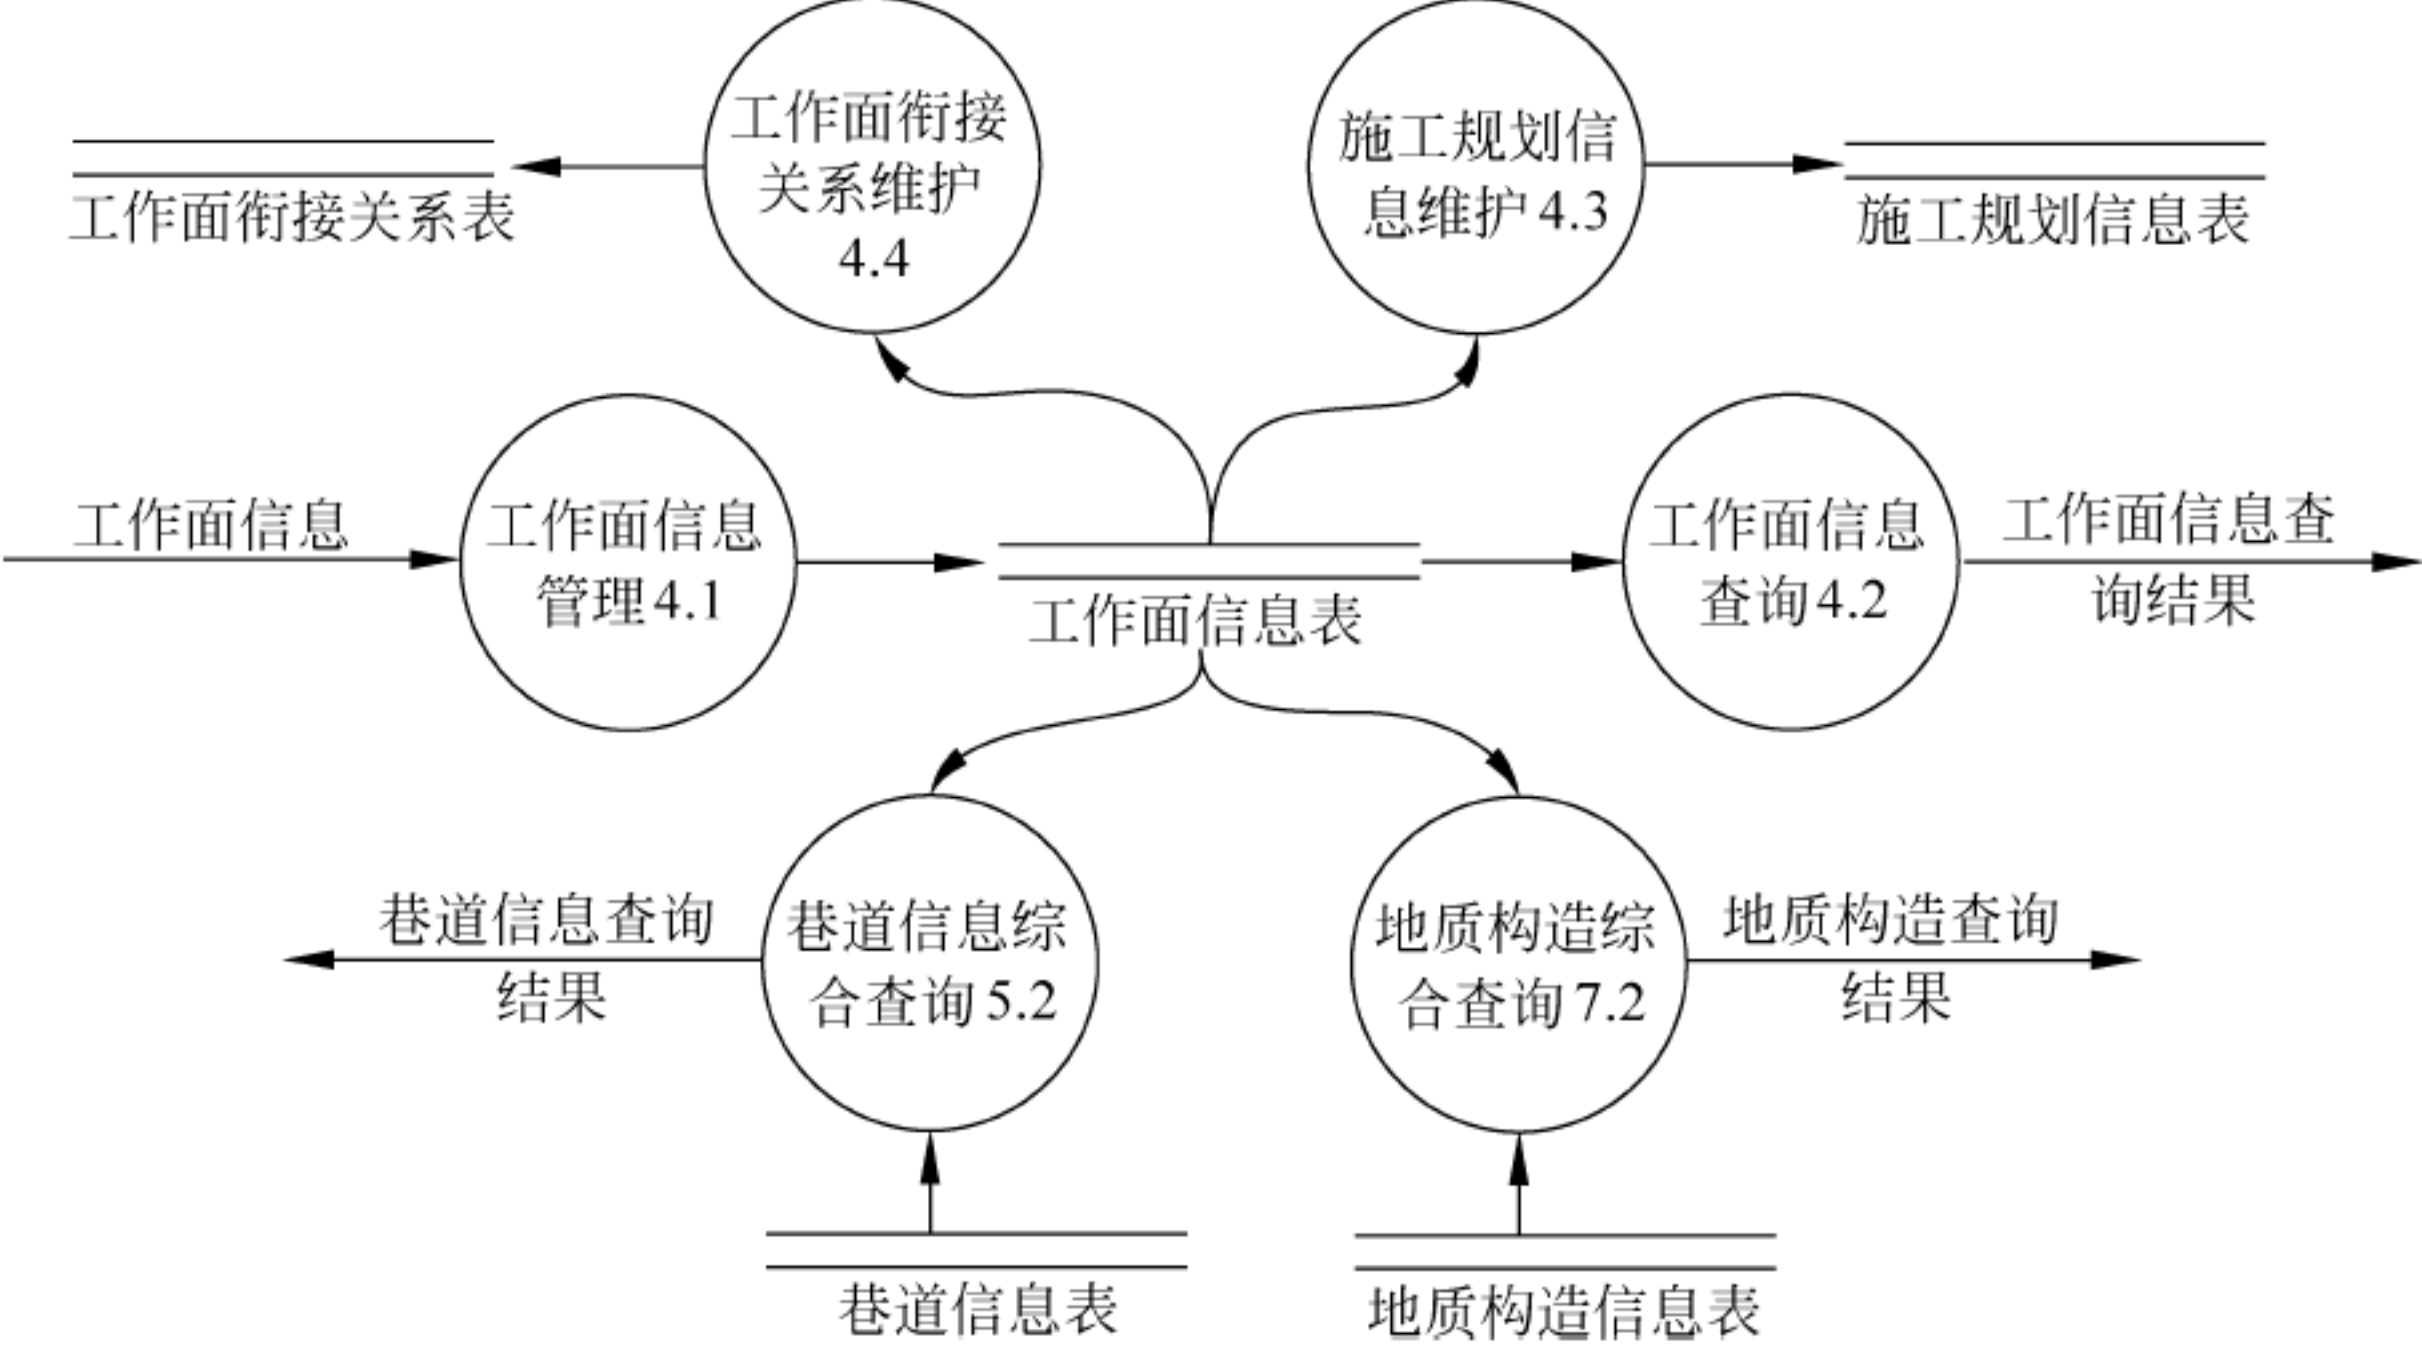 工作面衔接
关系维护
4.4
施工规划信
息维护4.3
工作面衔接关系表
施工规划信息表
工作面信息
工作面信息
管理4.1
工作面信息表
工作面信息
查询4.2
工作面信息查
询结果
巷道信息查询
结果
巷道信息综
合查询5.2
地质构造综
合查询7.2
地质构造查询
结果
巷道信息表
地质构造信息表